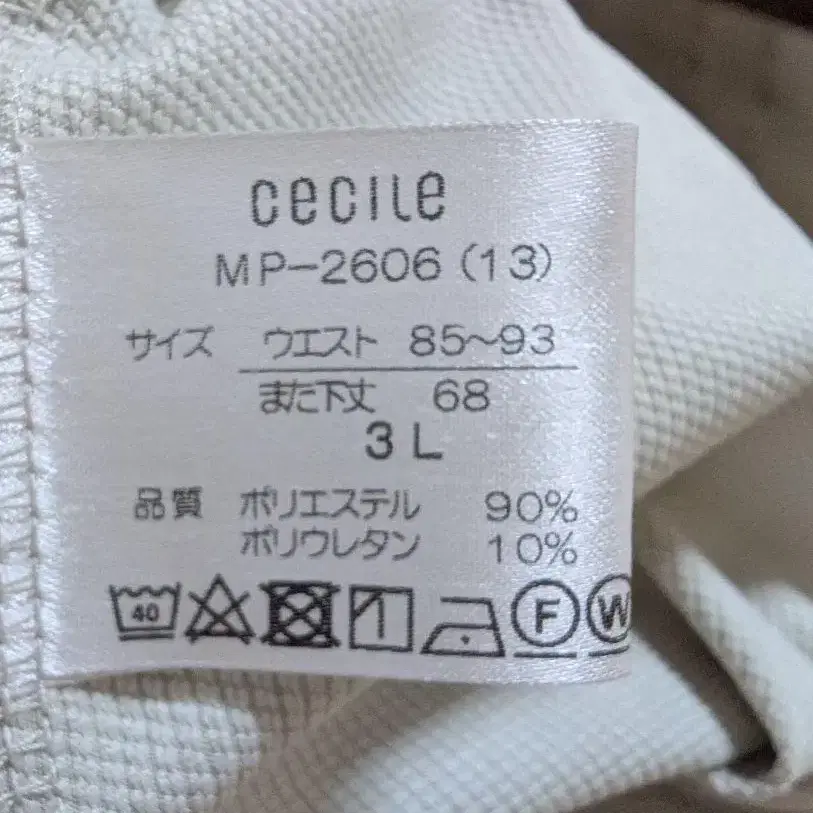 cecile
MP-2606(13)
サイズ ウエスト 85~93
また下丈 68
3L
品質 ポリエステル 90%
ポリウレタン 10%
40 F W